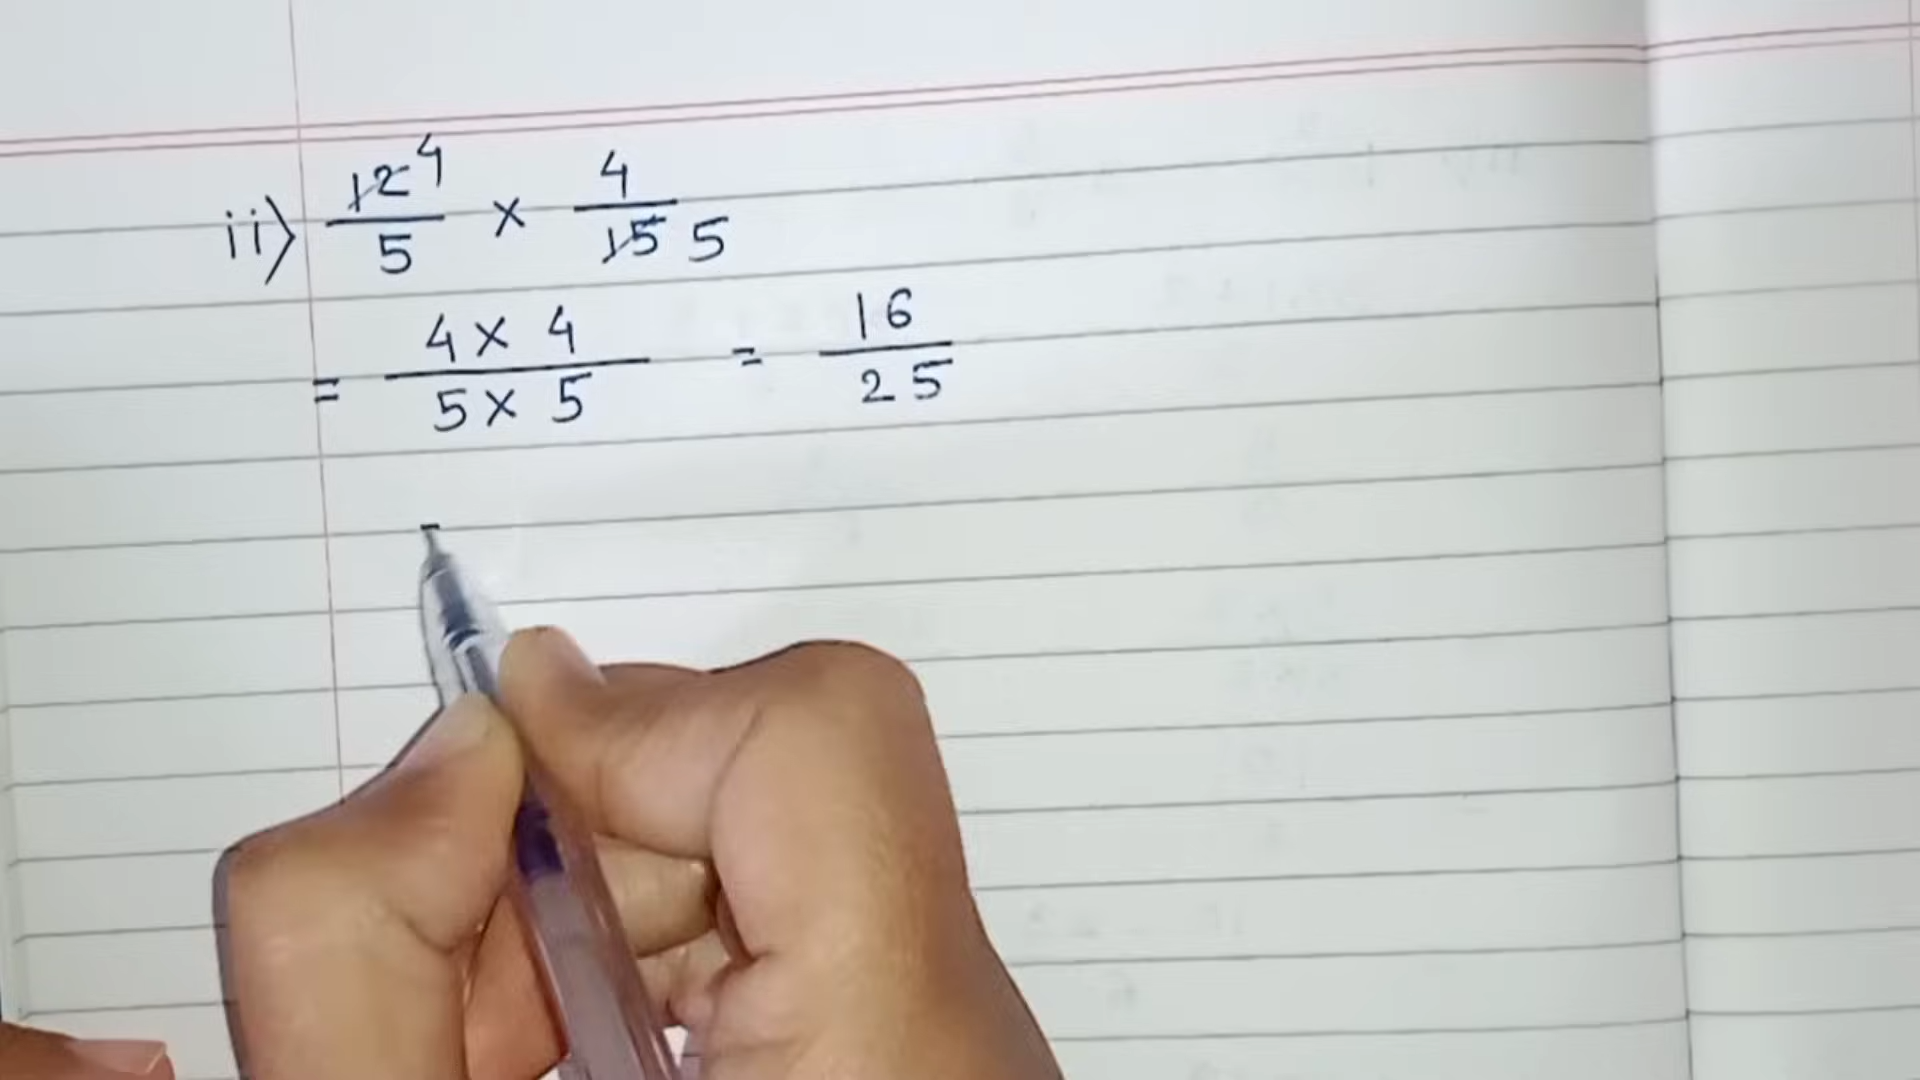 ii) 12 4 / 5 × 4 / 15 5
= 4 × 4 / 5 × 5 = 16 / 25